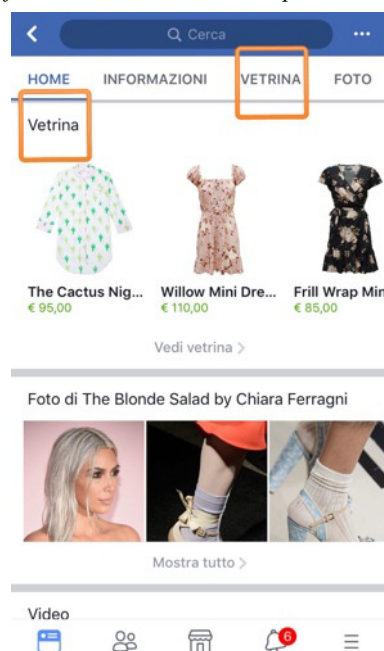 Cerca
HOME INFORMAZIONI VETRINA FOTO
Vetrina
The Cactus Nig... Willow Mini Dre... Frill Wrap Min
€ 95,00 € 110,00 € 85,00
Vedi vetrina >
Foto di The Blonde Salad by Chiara Ferragni
Mostra tutto >
Video
6